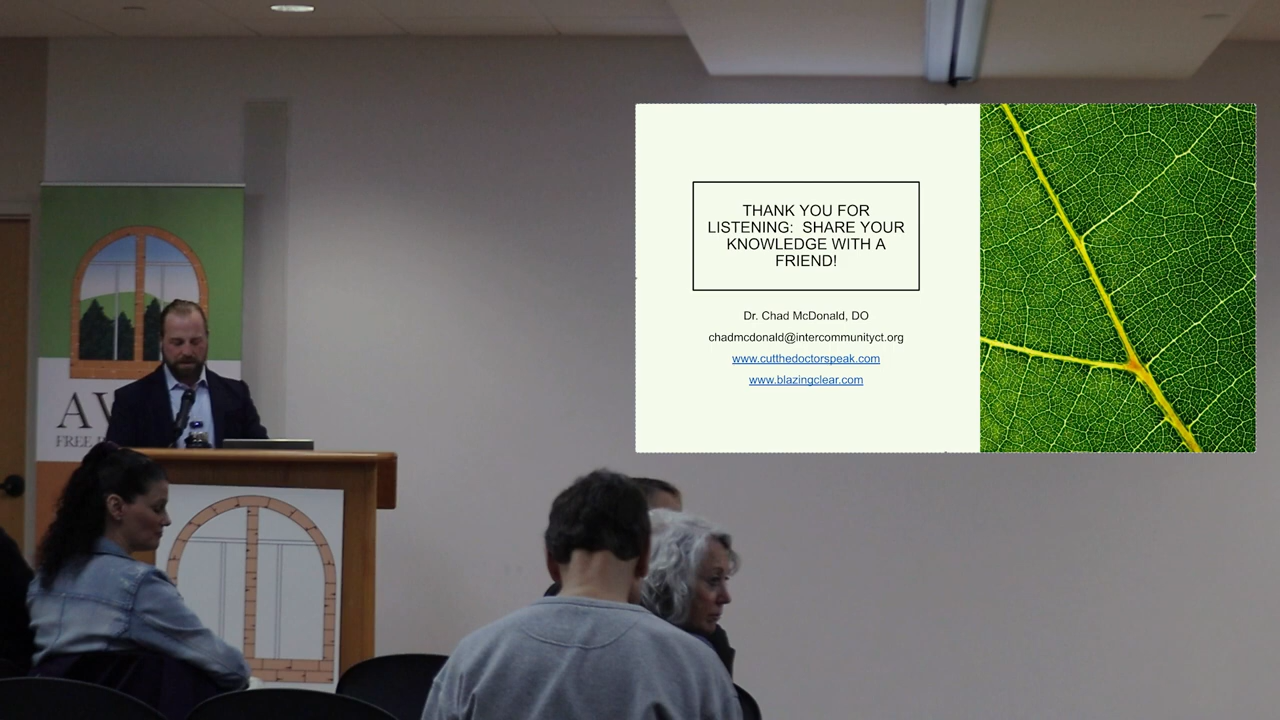 THANK YOU FOR
LISTENING:  SHARE YOUR
KNOWLEDGE WITH A
FRIEND!
Dr. Chad McDonald, DO
chadmcdonald@intercommunityct.org
www.cutthedoctorspeak.com
www.blazingclear.com
FREE